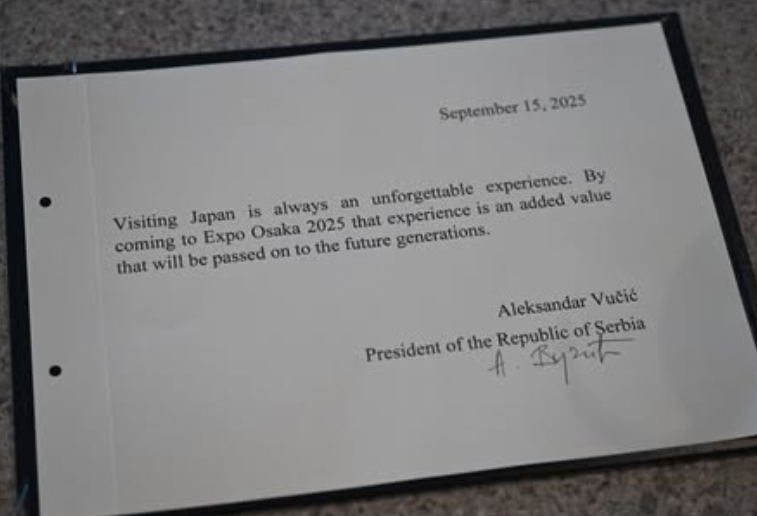 September 15, 2025
Visiting Japan is always an unforgettable experience. By
coming to Expo Osaka 2025 that experience is an added value
that will be passed on to the future generations.
Aleksandar Vučić
President of the Republic of Serbia
А. Вучић